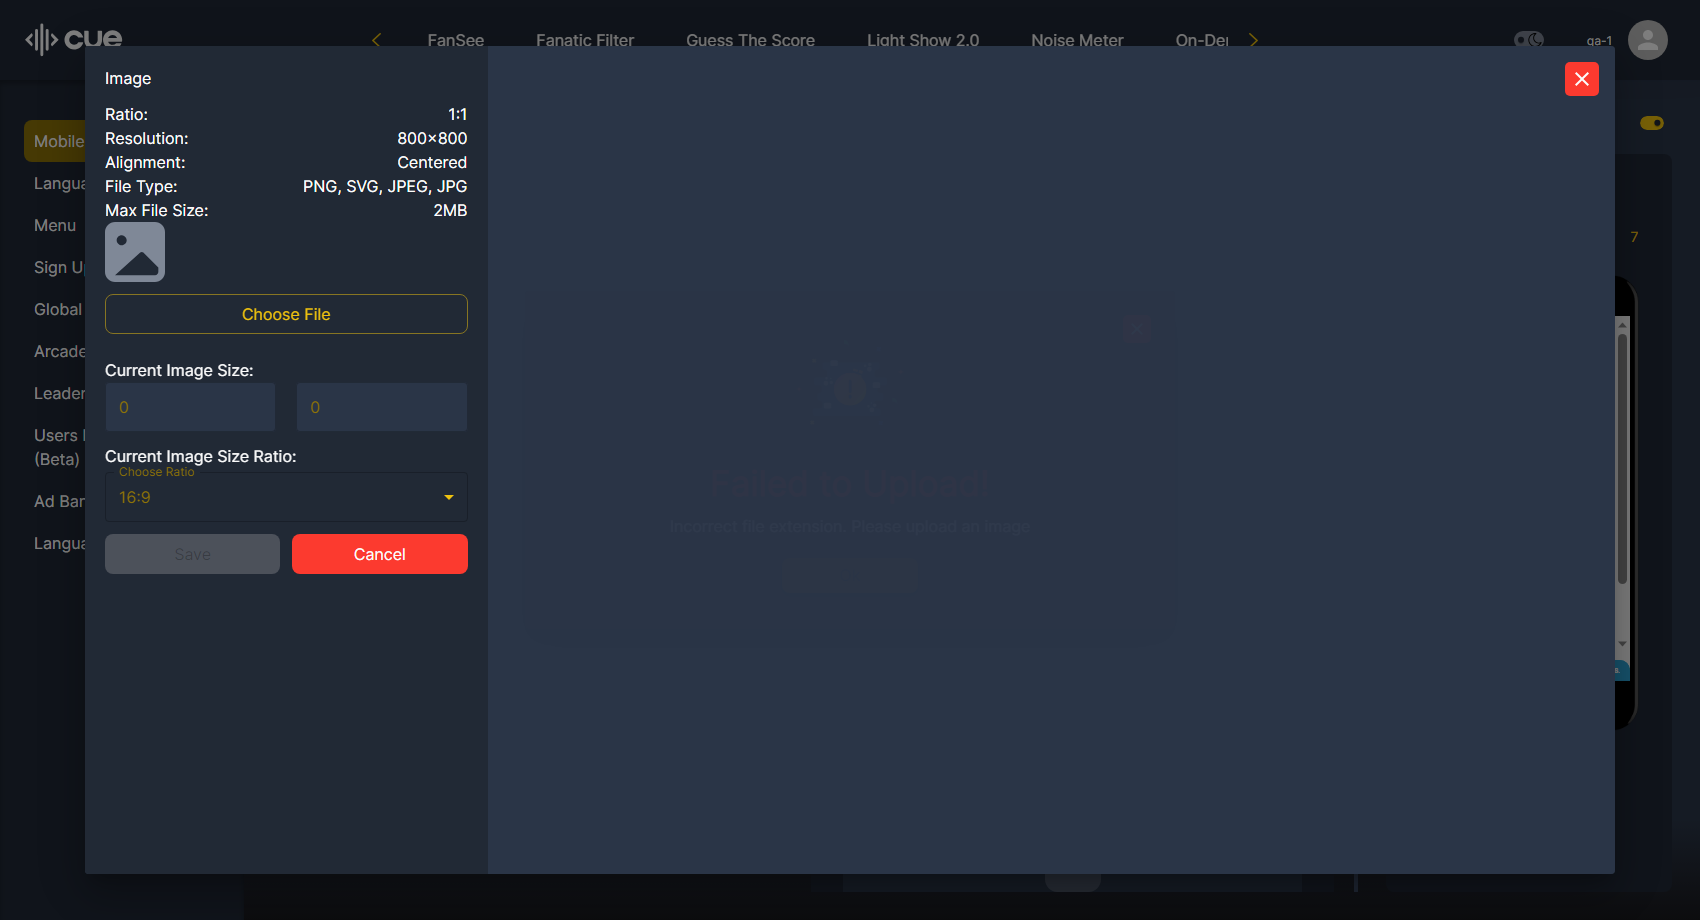 cue
FanSee Fanatic Filter Guess The Score Light Show 2.0 Noise Meter On-De
qa-1
Image
Ratio: 1:1
Resolution: 800×800
Alignment: Centered
File Type: PNG, SVG, JPEG, JPG
Max File Size: 2MB
Choose File
Current Image Size:
0 0
Current Image Size Ratio:
Choose Ratio
16:9
Save Cancel
Mobile
Langua
Menu
Sign U
Global
Arcade
Leader
Users
(Beta)
Ad Ban
Langua
7
Failed to Upload!
Incorrect file extension. Please upload an image